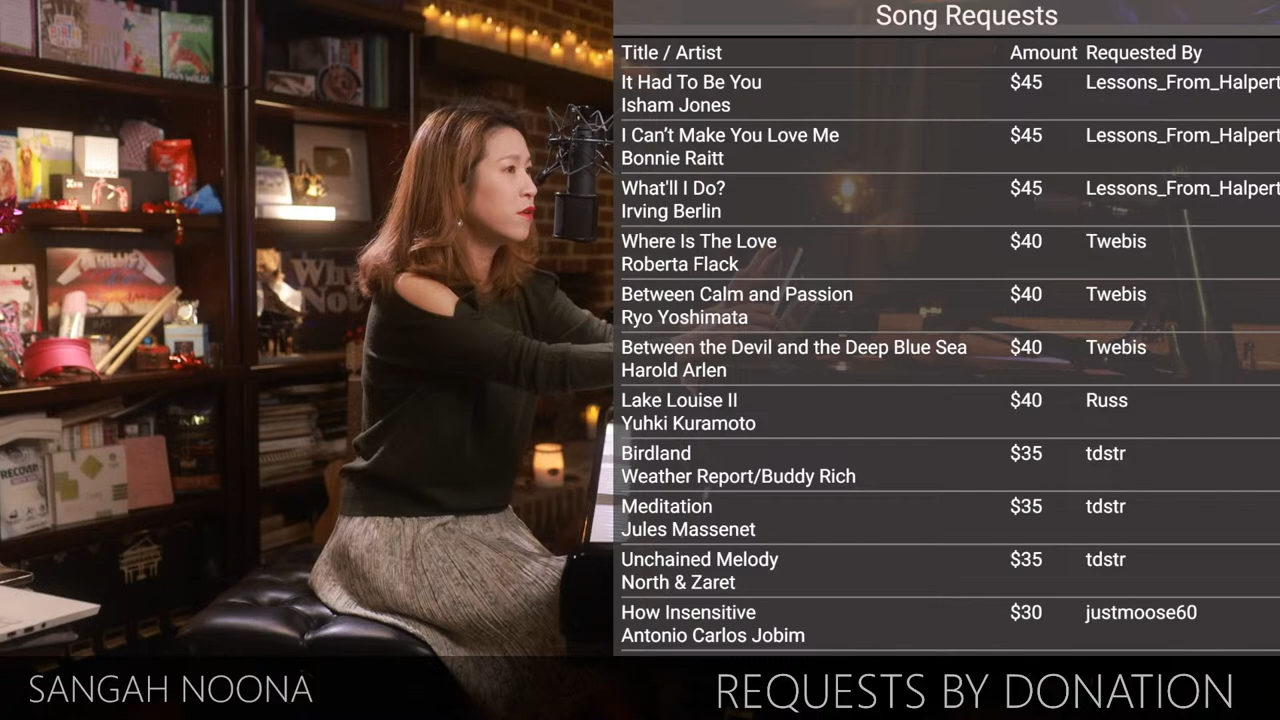 Song Requests
Title / Artist Amount Requested By
It Had To Be You $45 Lessons_From_Halpert
Isham Jones
I Can’t Make You Love Me $45 Lessons_From_Halpert
Bonnie Raitt
What'll I Do? $45 Lessons_From_Halpert
Irving Berlin
Where Is The Love $40 Twebis
Roberta Flack
Between Calm and Passion $40 Twebis
Ryo Yoshimata
Between the Devil and the Deep Blue Sea $40 Twebis
Harold Arlen
Lake Louise II $40 Russ
Yuhki Kuramoto
Birdland $35 tdstr
Weather Report/Buddy Rich
Meditation $35 tdstr
Jules Massenet
Unchained Melody $35 tdstr
North & Zaret
How Insensitive $30 justmoose60
Antonio Carlos Jobim
Why
Not
RECOVER
SANGAH NOONA
REQUESTS BY DONATION